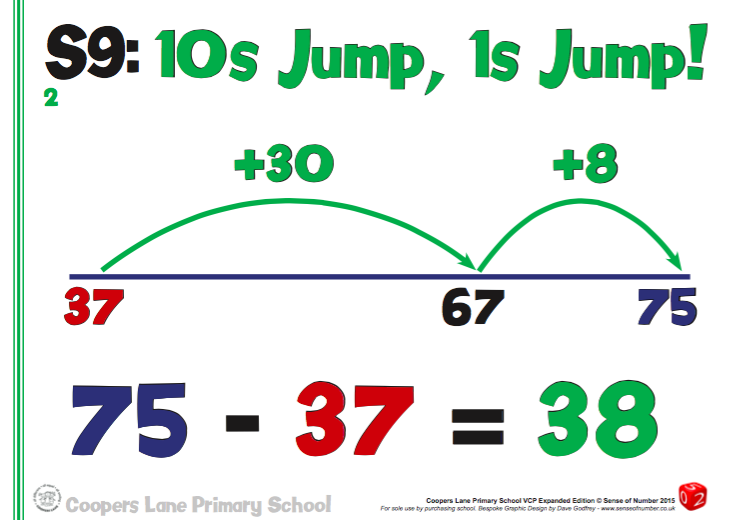 S9: 10s Jump, 1s Jump!
2
+30 +8
37 67 75
75 - 37 = 38
Coopers Lane Primary School
Coopers Lane Primary School VCP Expanded Edition © Sense of Number 2015
For sole use by purchasing school. Bespoke Graphic Design by Dave Godfrey - www.senseofnumber.co.uk